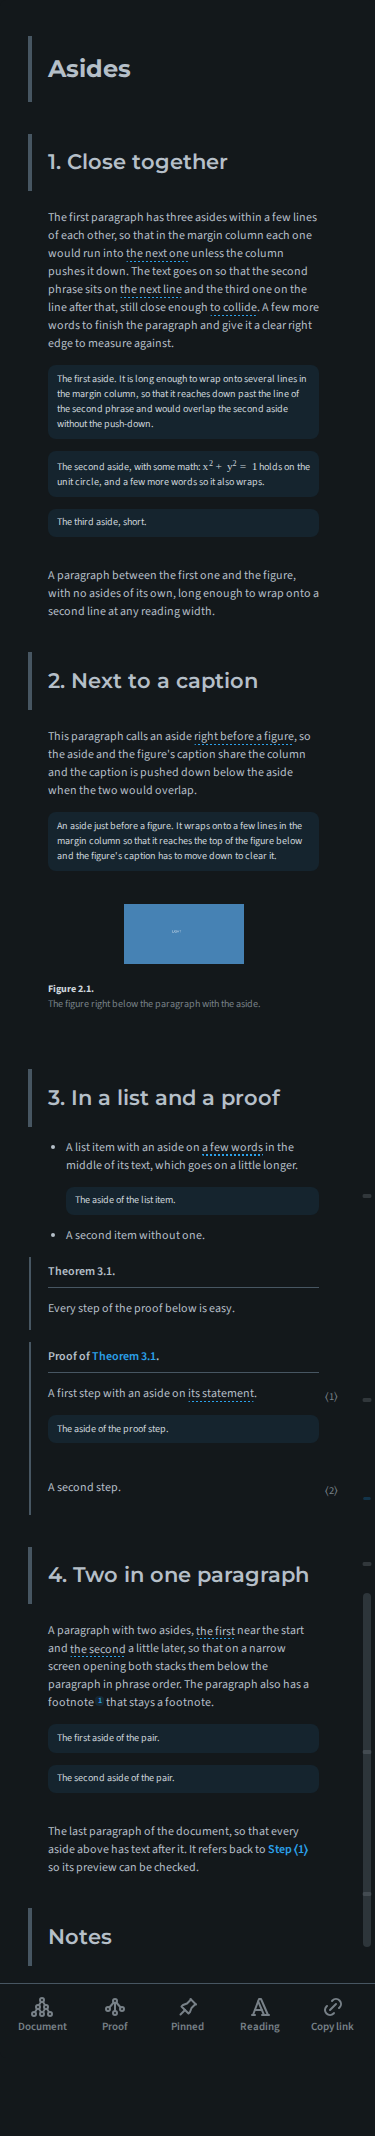 Asides
1. Close together
The first paragraph has three asides within a few lines
of each other, so that in the margin column each one
would run into the next one unless the column
pushes it down. The text goes on so that the second
phrase sits on the next line and the third one on the
line after that, still close enough to collide. A few more
words to finish the paragraph and give it a clear right
edge to measure against.
The first aside. It is long enough to wrap onto several lines in
the margin column, so that it reaches down past the line of
the second phrase and would overlap the second aside
without the push-down.
The second aside, with some math: x² + y² = 1 holds on the
unit circle, and a few more words so it also wraps.
The third aside, short.
A paragraph between the first one and the figure,
with no asides of its own, long enough to wrap onto a
second line at any reading width.
2. Next to a caption
This paragraph calls an aside right before a figure, so
the aside and the figure's caption share the column
and the caption is pushed down below the aside
when the two would overlap.
An aside just before a figure. It wraps onto a few lines in the
margin column so that it reaches the top of the figure below
and the figure's caption has to move down to clear it.
Figure 2.1.
The figure right below the paragraph with the aside.
3. In a list and a proof
• A list item with an aside on a few words in the
middle of its text, which goes on a little longer.
The aside of the list item.
• A second item without one.
Theorem 3.1.
Every step of the proof below is easy.
Proof of Theorem 3.1.
A first step with an aside on its statement. ⟨1⟩
The aside of the proof step.
A second step. ⟨2⟩
4. Two in one paragraph
A paragraph with two asides, the first near the start
and the second a little later, so that on a narrow
screen opening both stacks them below the
paragraph in phrase order. The paragraph also has a
footnote 1 that stays a footnote.
The first aside of the pair.
The second aside of the pair.
The last paragraph of the document, so that every
aside above has text after it. It refers back to Step ⟨1⟩
so its preview can be checked.
Notes
Document Proof Pinned Reading Copy link